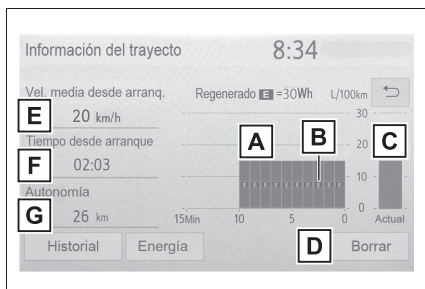 Información del trayecto 8:34
Vel. media desde arranq. Regenerado E =30Wh L/100km
E 20 km/h
30
Tiempo desde arranque
20
A B C
F 02:03
E E E E E E E E E E
10
Autonomía
G 26 km
0
15Min 10 5 0 Actual
Historial Energía D Borrar